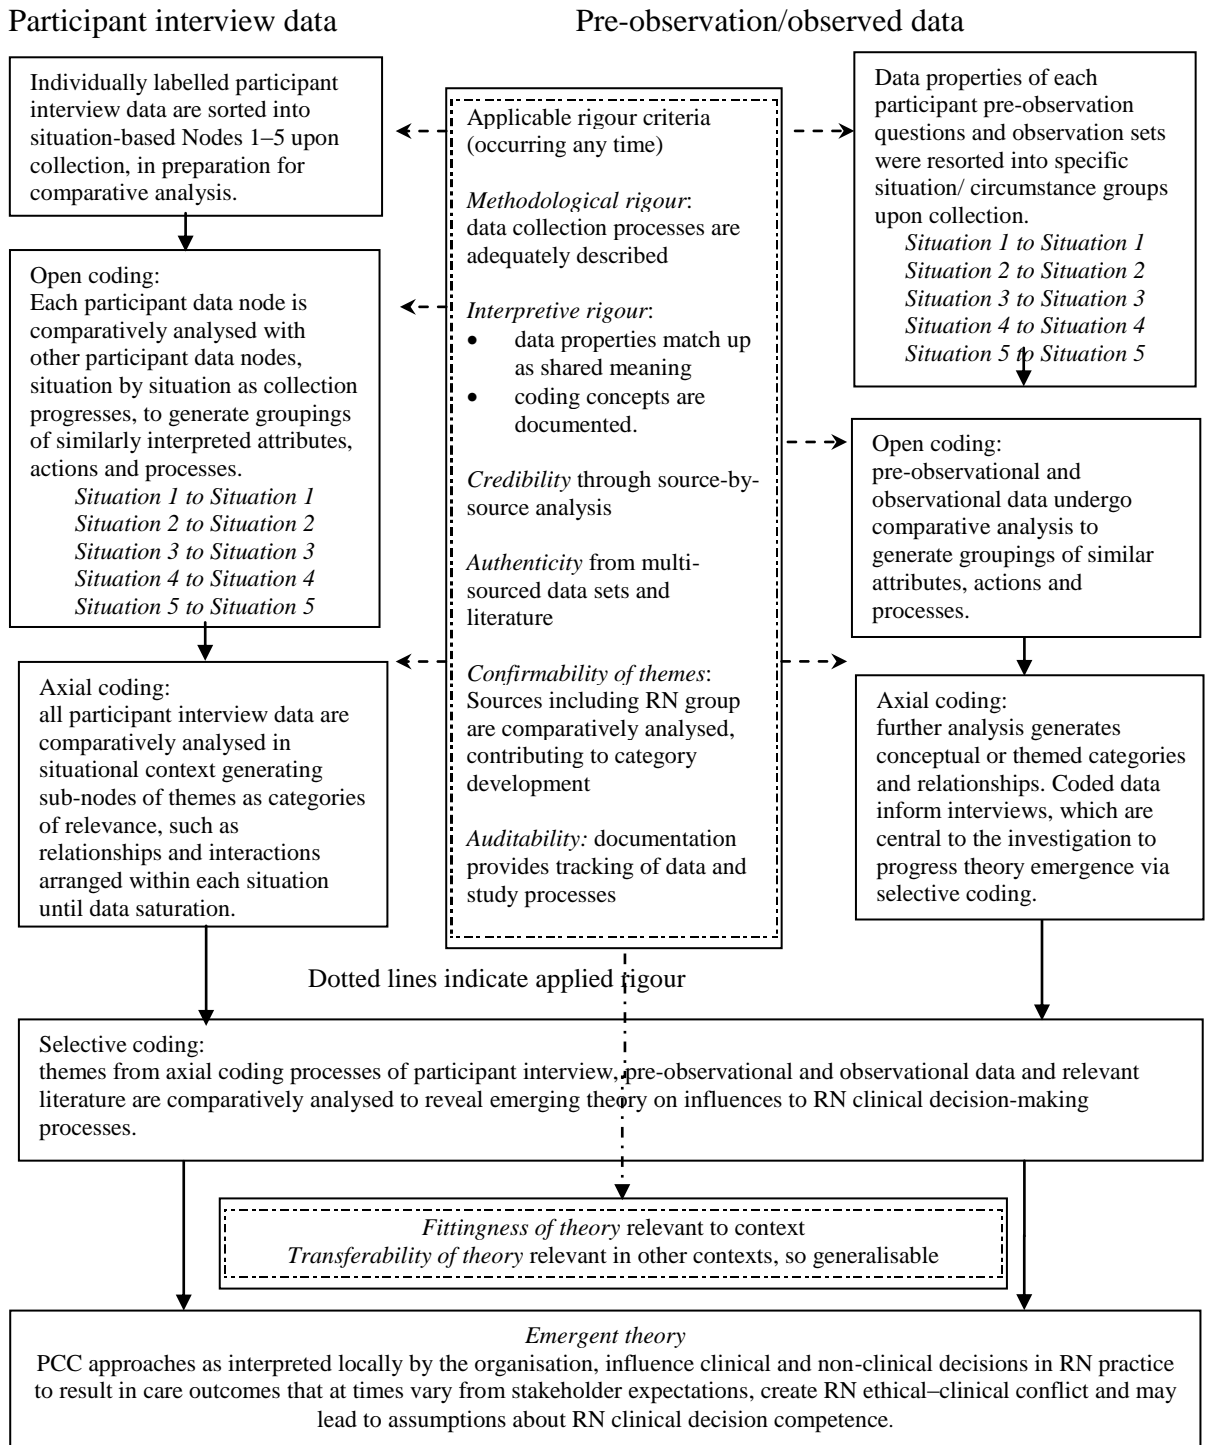 Participant interview data
Pre-observation/observed data
Individually labelled participant
interview data are sorted into
situation-based Nodes 1–5 upon
collection, in preparation for
comparative analysis.
Open coding:
Each participant data node is
comparatively analysed with
other participant data nodes,
situation by situation as collection
progresses, to generate groupings
of similarly interpreted attributes,
actions and processes.
Situation 1 to Situation 1
Situation 2 to Situation 2
Situation 3 to Situation 3
Situation 4 to Situation 4
Situation 5 to Situation 5
Axial coding:
all participant interview data are
comparatively analysed in
situational context generating
sub-nodes of themes as categories
of relevance, such as
relationships and interactions
arranged within each situation
until data saturation.
Applicable rigour criteria
(occurring any time)
Methodological rigour:
data collection processes are
adequately described
Interpretive rigour:
• data properties match up
as shared meaning
• coding concepts are
documented.
Credibility through source-by-
source analysis
Authenticity from multi-
sourced data sets and
literature
Confirmability of themes:
Sources including RN group
are comparatively analysed,
contributing to category
development
Auditability: documentation
provides tracking of data and
study processes
Data properties of each
participant pre-observation
questions and observation sets
were resorted into specific
situation/ circumstance groups
upon collection.
Situation 1 to Situation 1
Situation 2 to Situation 2
Situation 3 to Situation 3
Situation 4 to Situation 4
Situation 5 to Situation 5
Open coding:
pre-observational and
observational data undergo
comparative analysis to
generate groupings of similar
attributes, actions and
processes.
Axial coding:
further analysis generates
conceptual or themed categories
and relationships. Coded data
inform interviews, which are
central to the investigation to
progress theory emergence via
selective coding.
Dotted lines indicate applied rigour
Selective coding:
themes from axial coding processes of participant interview, pre-observational and observational data and relevant
literature are comparatively analysed to reveal emerging theory on influences to RN clinical decision-making
processes.
Fittingness of theory relevant to context
Transferability of theory relevant in other contexts, so generalisable
Emergent theory
PCC approaches as interpreted locally by the organisation, influence clinical and non-clinical decisions in RN practice
to result in care outcomes that at times vary from stakeholder expectations, create RN ethical–clinical conflict and may
lead to assumptions about RN clinical decision competence.